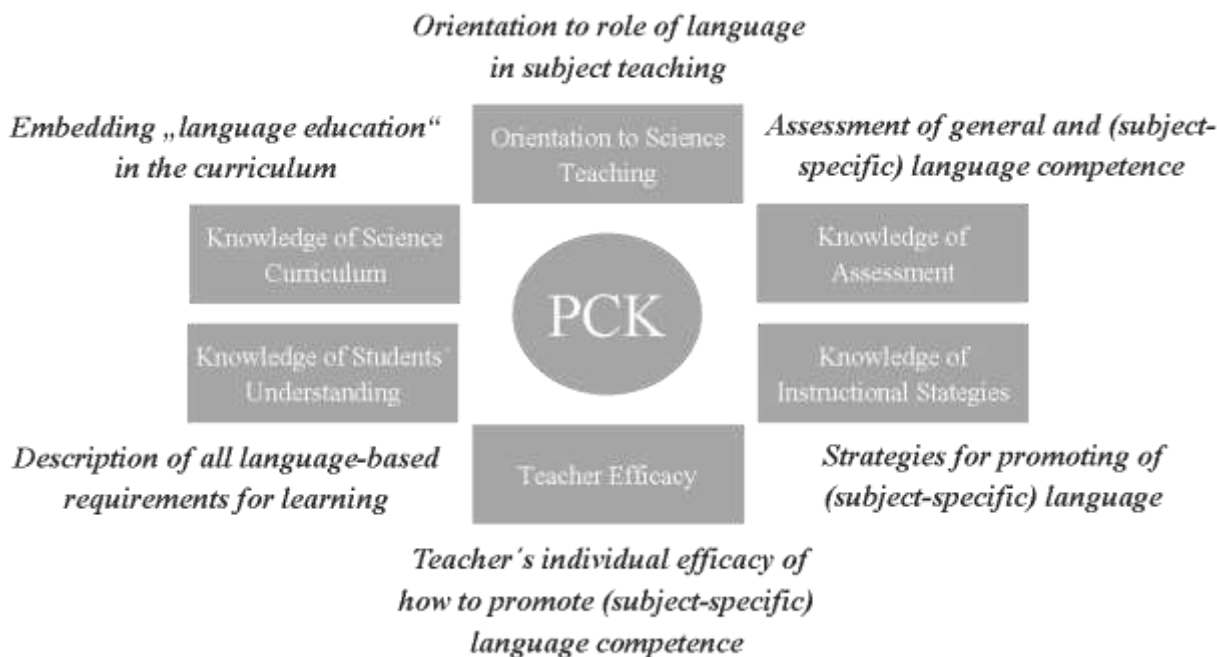 Orientation to role of language
in subject teaching
Embedding „language education“
in the curriculum
Orientation to Science
Teaching
Assessment of general and (subject-
specific) language competence
Knowledge of Science
Curriculum
Knowledge of
Assessment
PCK
Knowledge of Students´
Understanding
Knowledge of
Instructional Stategies
Description of all language-based
requirements for learning
Teacher Efficacy
Strategies for promoting of
(subject-specific) language
Teacher´s individual efficacy of
how to promote (subject-specific)
language competence